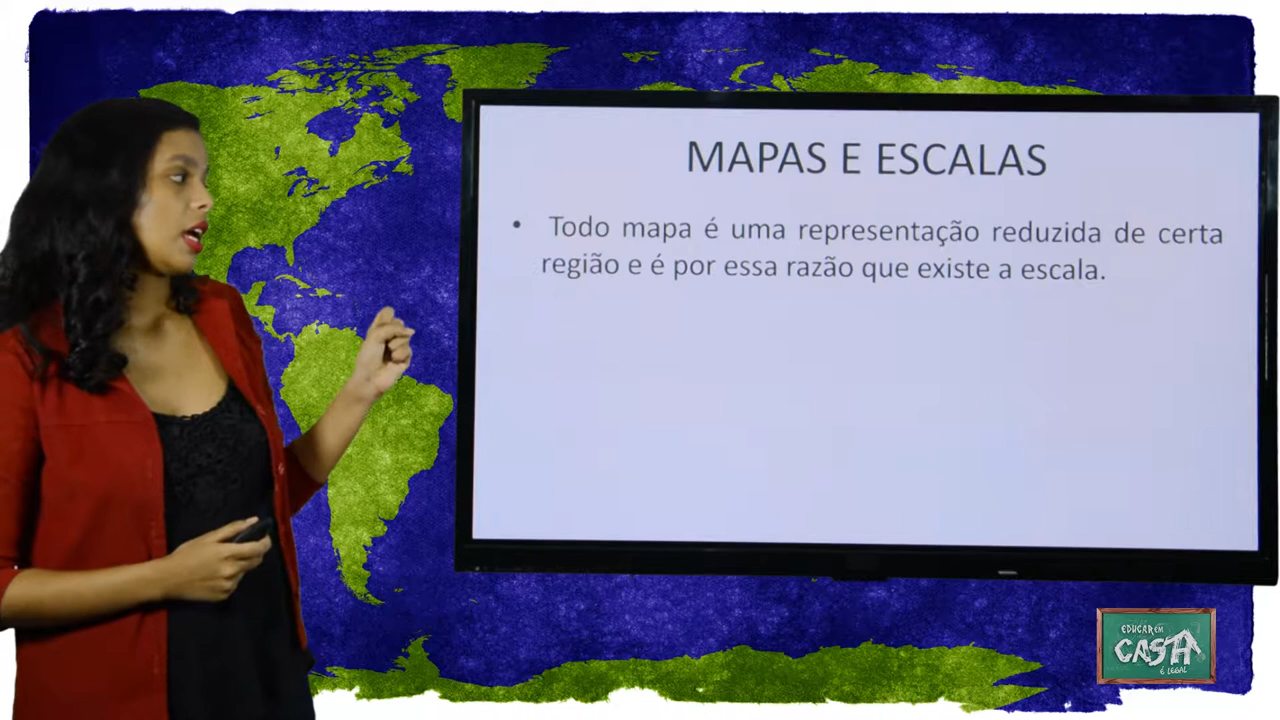 MAPAS E ESCALAS
• Todo mapa é uma representação reduzida de certa
região e é por essa razão que existe a escala.
EDUCAR EM
CASA
É LEGAL